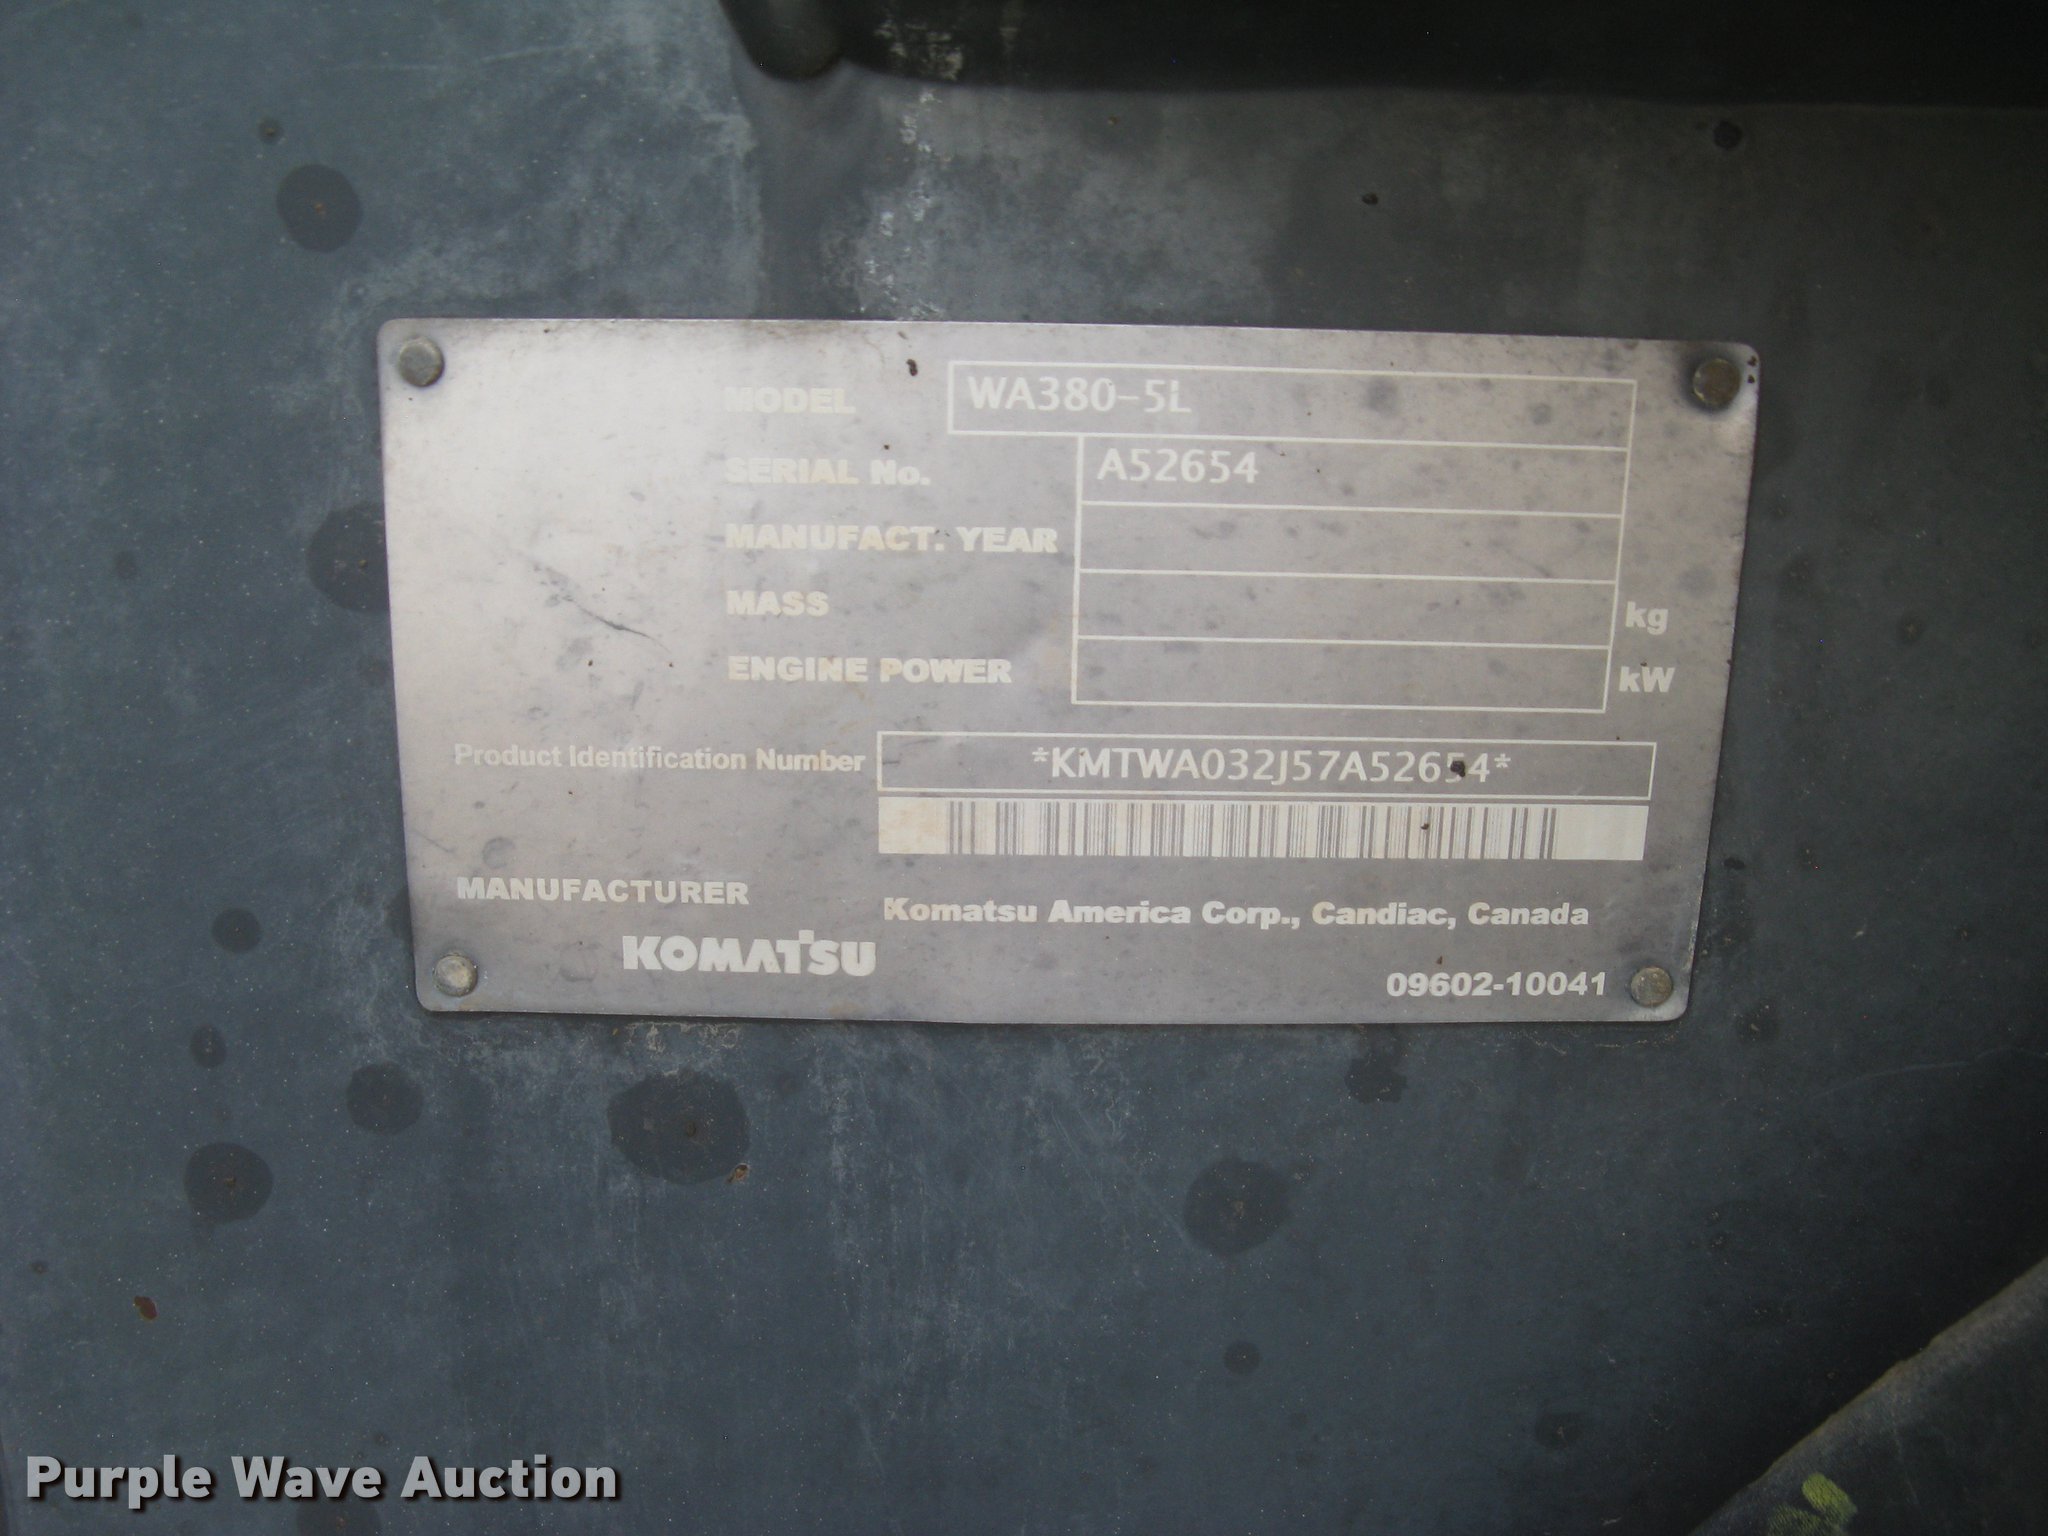 MODEL WA380-5L
SERIAL No. A52654
MANUFACT. YEAR
MASS kg
ENGINE POWER kW
Product Identification Number *KMTWA032J57A52654*
MANUFACTURER Komatsu America Corp., Candiac, Canada
KOMATSU
09602-10041
Purple Wave Auction